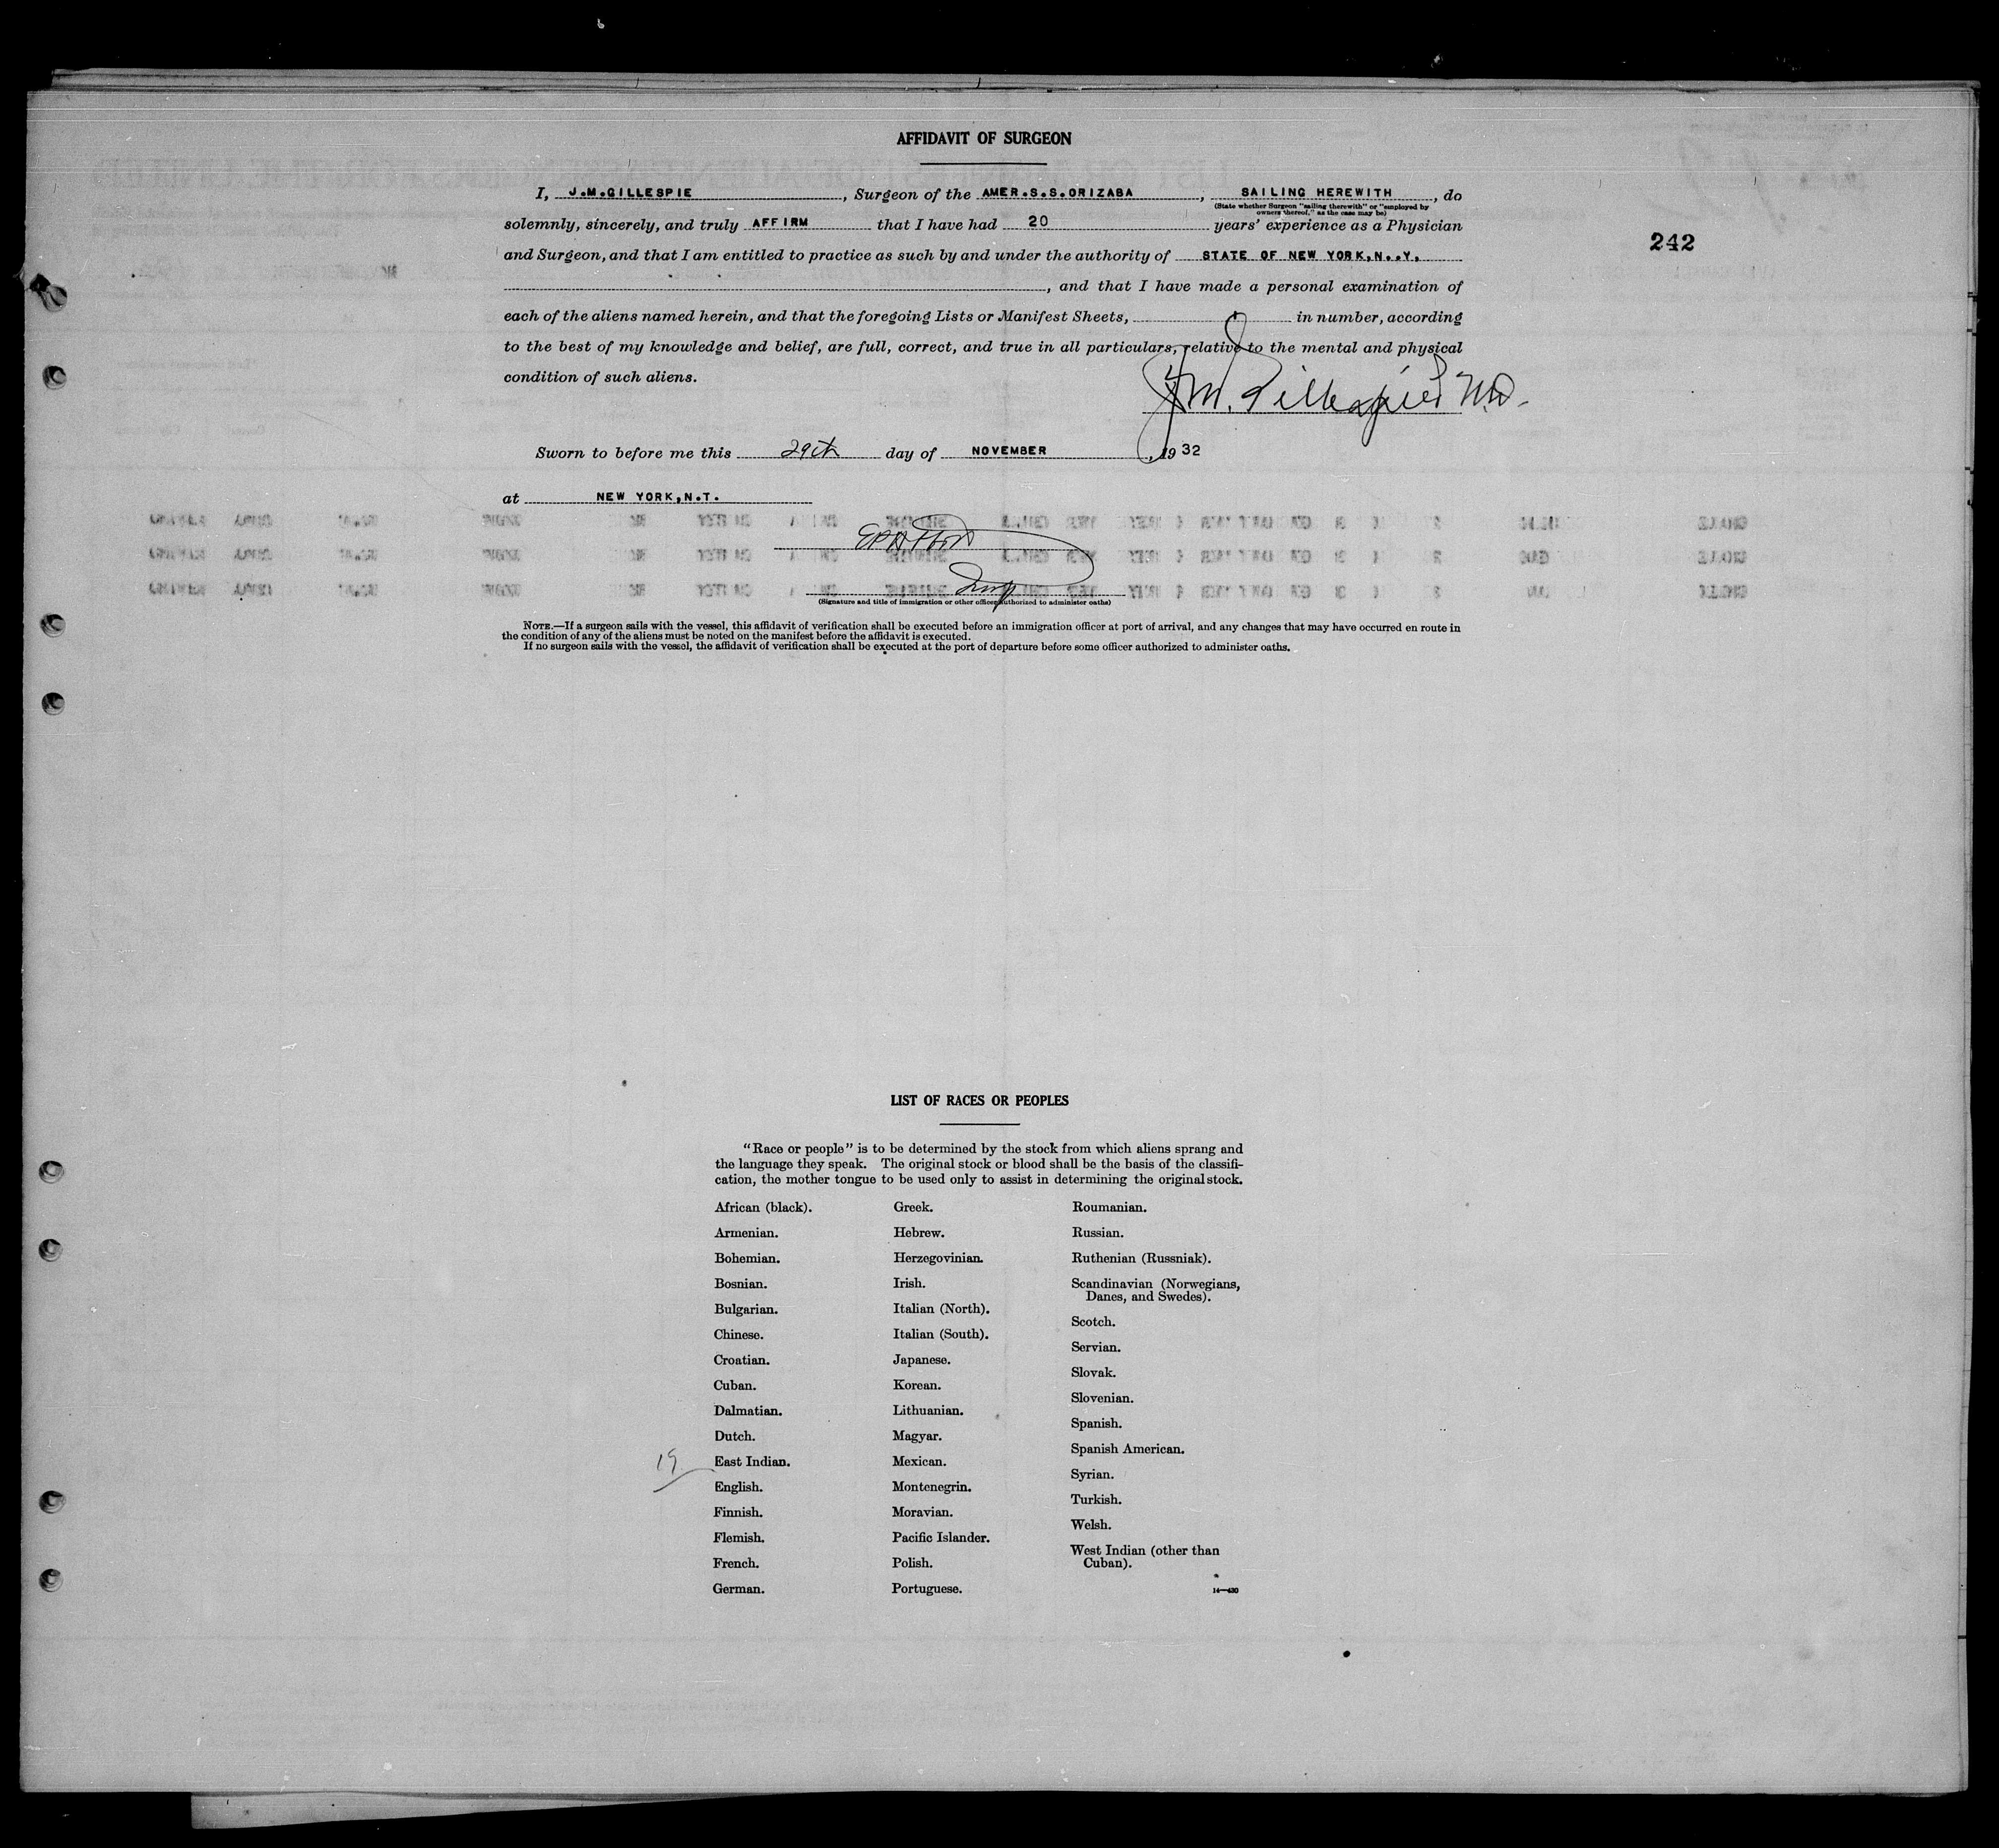 AFFIDAVIT OF SURGEON
I, J.M.GILLESPIE, Surgeon of the AMER.S.S.ORIZABA, SAILING HEREWITH, do
(State whether Surgeon "sailing therewith" or "employed by
owners thereof," as the case may be)
solemnly, sincerely, and truly AFFIRM that I have had 20 years' experience as a Physician
242
and Surgeon, and that I am entitled to practice as such by and under the authority of STATE OF NEW YORK,N..Y.
, and that I have made a personal examination of
each of the aliens named herein, and that the foregoing Lists or Manifest Sheets, in number, according
to the best of my knowledge and belief, are full, correct, and true in all particulars, relative to the mental and physical
condition of such aliens.
J.M. Gillespie M.D.
Sworn to before me this 29th day of NOVEMBER, 1932
at NEW YORK,N.T.
(Signature and title of immigration or other officer authorized to administer oaths)
NOTE.—If a surgeon sails with the vessel, this affidavit of verification shall be executed before an immigration officer at port of arrival, and any changes that may have occurred en route in
the condition of any of the aliens must be noted on the manifest before the affidavit is executed.
If no surgeon sails with the vessel, the affidavit of verification shall be executed at the port of departure before some officer authorized to administer oaths.
LIST OF RACES OR PEOPLES
"Race or people" is to be determined by the stock from which aliens sprang and
the language they speak. The original stock or blood shall be the basis of the classifi-
cation, the mother tongue to be used only to assist in determining the original stock.
African (black).
Armenian.
Bohemian.
Bosnian.
Bulgarian.
Chinese.
Croatian.
Cuban.
Dalmatian.
Dutch.
19 East Indian.
English.
Finnish.
Flemish.
French.
German.
Greek.
Hebrew.
Herzegovinian.
Irish.
Italian (North).
Italian (South).
Japanese.
Korean.
Lithuanian.
Magyar.
Mexican.
Montenegrin.
Moravian.
Pacific Islander.
Polish.
Portuguese.
Roumanian.
Russian.
Ruthenian (Russniak).
Scandinavian (Norwegians,
Danes, and Swedes).
Scotch.
Servian.
Slovak.
Slovenian.
Spanish.
Spanish American.
Syrian.
Turkish.
Welsh.
West Indian (other than
Cuban).
14—430